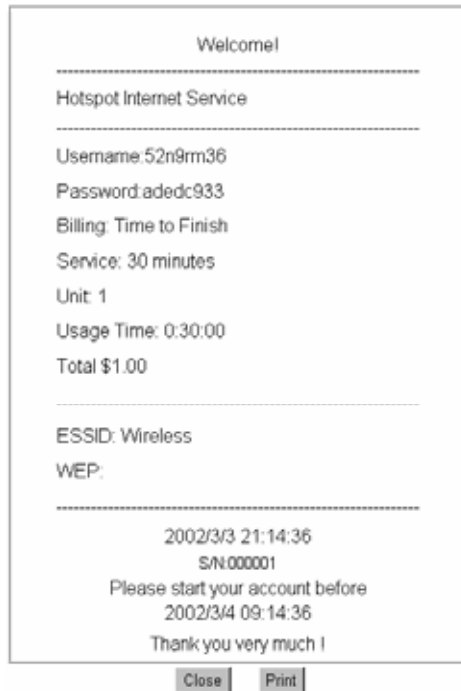 Welcome!
Hotspot Internet Service
Username:52n9rm36
Password:adedc933
Billing: Time to Finish
Service: 30 minutes
Unit: 1
Usage Time: 0:30:00
Total $1.00
ESSID: Wireless
WEP:
2002/3/3 21:14:36
S/N:000001
Please start your account before
2002/3/4 09:14:36
Thank you very much !
Close Print